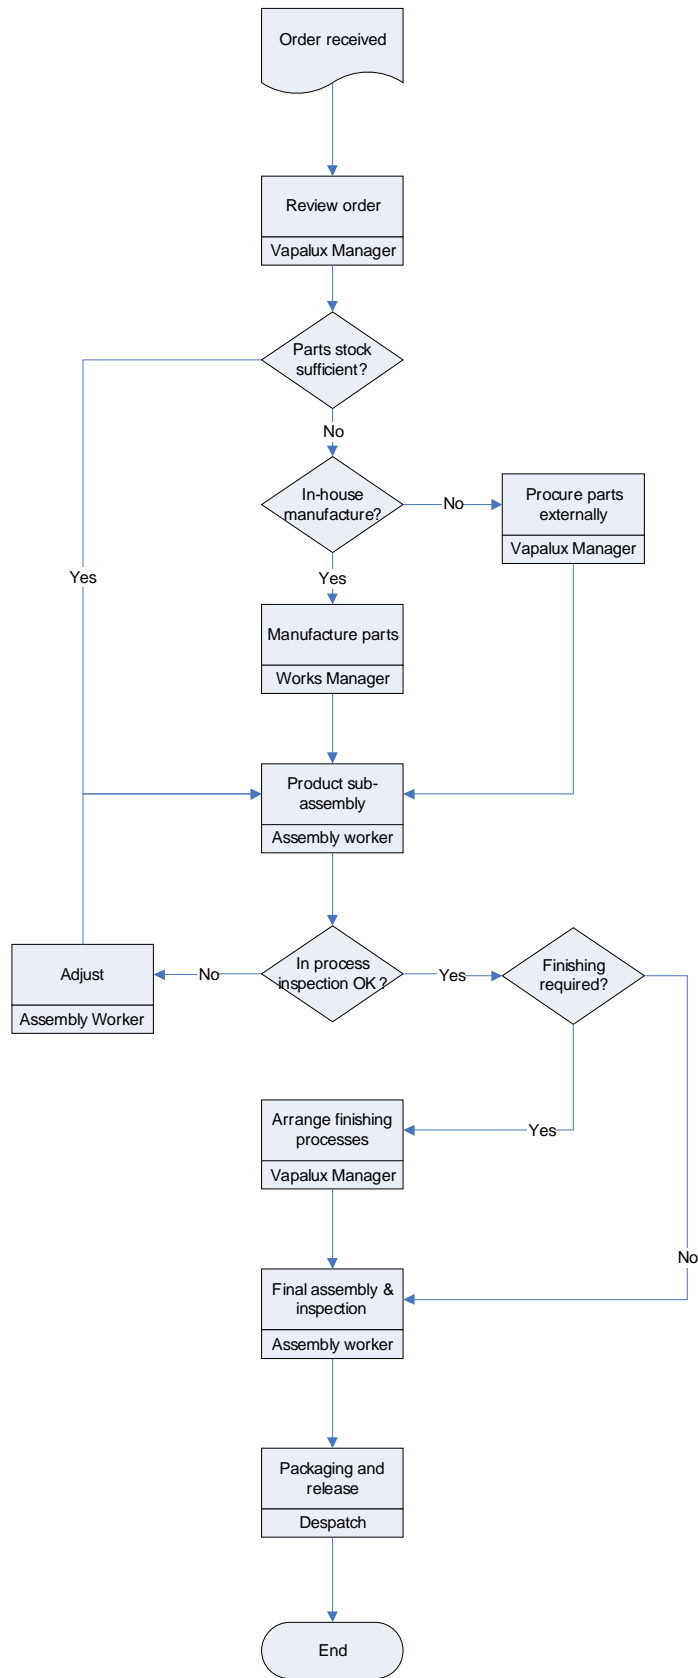 Order received
Review order
Vapalux Manager
Parts stock
sufficient?
No
In-house
manufacture?
No
Procure parts
externally
Vapalux Manager
Yes
Yes
Manufacture parts
Works Manager
Product sub-
assembly
Assembly worker
Adjust
Assembly Worker
No
In process
inspection OK?
Yes
Finishing
required?
Arrange finishing
processes
Vapalux Manager
Yes
No
Final assembly &
inspection
Assembly worker
Packaging and
release
Despatch
End